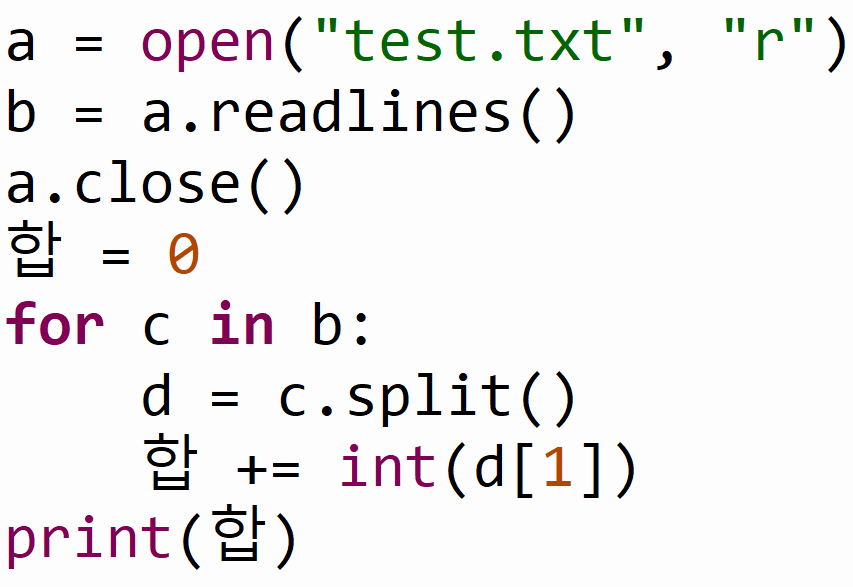 a = open("test.txt", "r")
b = a.readlines()
a.close()
합 = 0
for c in b:
    d = c.split()
    합 += int(d[1])
print(합)